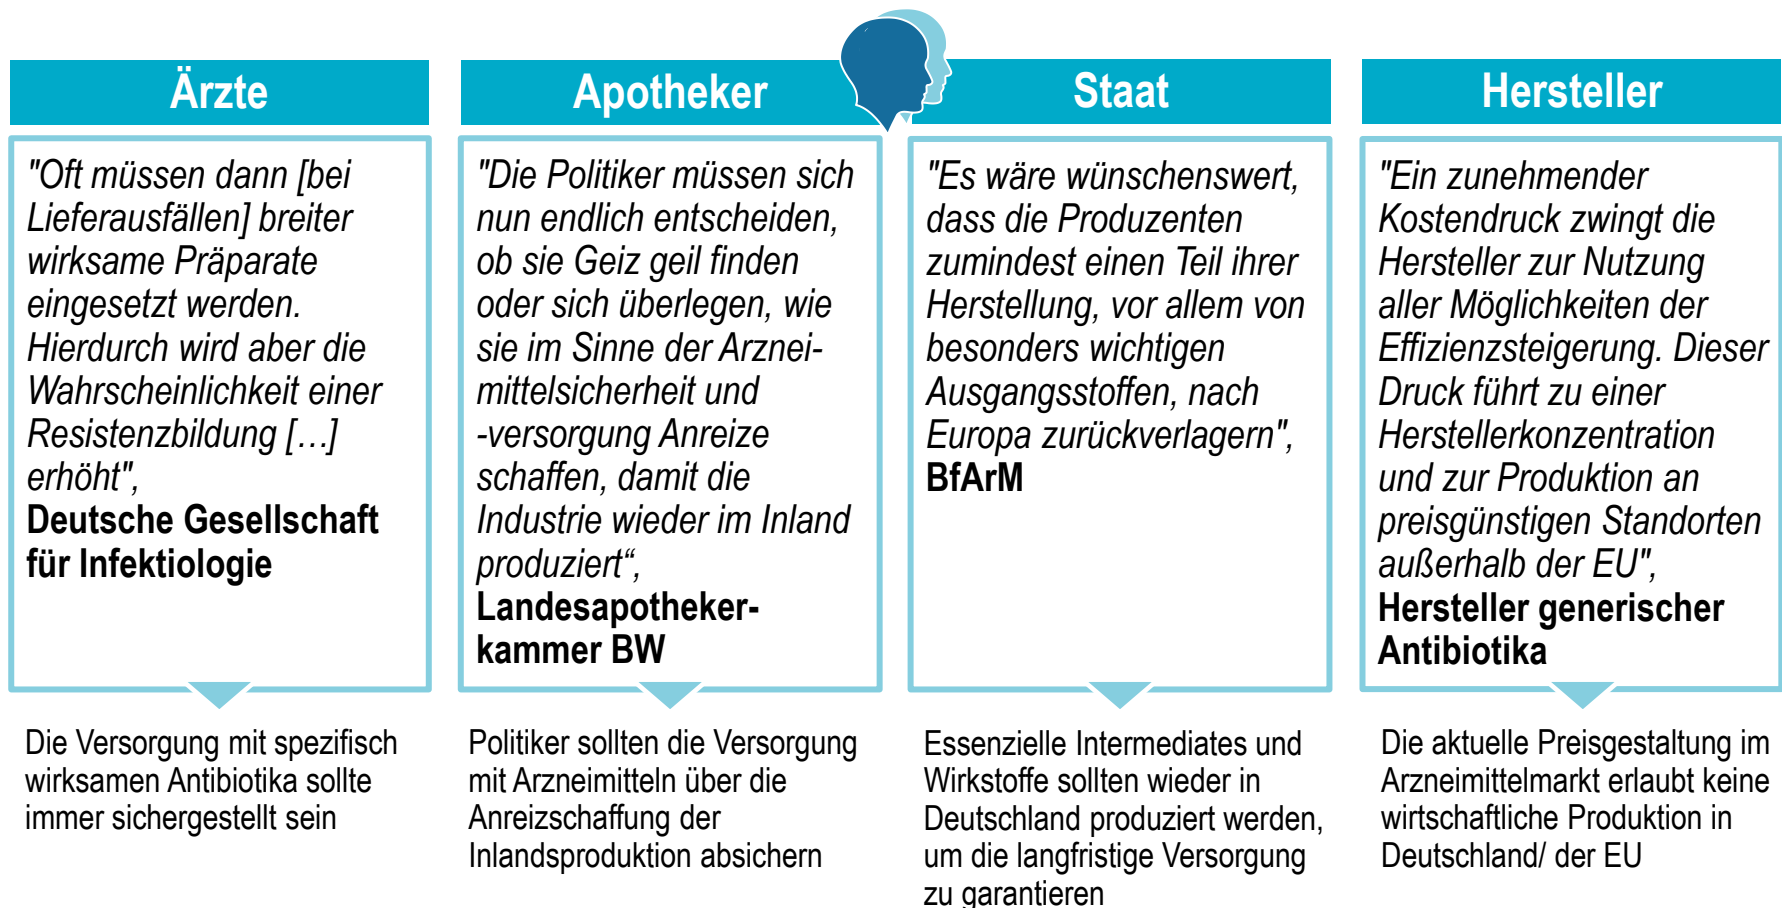 Ärzte
"Oft müssen dann [bei
Lieferausfällen] breiter
wirksame Präparate
eingesetzt werden.
Hierdurch wird aber die
Wahrscheinlichkeit einer
Resistenzbildung […]
erhöht",
Deutsche Gesellschaft
für Infektiologie
Die Versorgung mit spezifisch
wirksamen Antibiotika sollte
immer sichergestellt sein
Apotheker
"Die Politiker müssen sich
nun endlich entscheiden,
ob sie Geiz geil finden
oder sich überlegen, wie
sie im Sinne der Arznei-
mittelsicherheit und
-versorgung Anreize
schaffen, damit die
Industrie wieder im Inland
produziert“,
Landesapotheker-
kammer BW
Politiker sollten die Versorgung
mit Arzneimitteln über die
Anreizschaffung der
Inlandsproduktion absichern
Staat
"Es wäre wünschenswert,
dass die Produzenten
zumindest einen Teil ihrer
Herstellung, vor allem von
besonders wichtigen
Ausgangsstoffen, nach
Europa zurückverlagern",
BfArM
Essenzielle Intermediates und
Wirkstoffe sollten wieder in
Deutschland produziert werden,
um die langfristige Versorgung
zu garantieren
Hersteller
"Ein zunehmender
Kostendruck zwingt die
Hersteller zur Nutzung
aller Möglichkeiten der
Effizienzsteigerung. Dieser
Druck führt zu einer
Herstellerkonzentration
und zur Produktion an
preisgünstigen Standorten
außerhalb der EU",
Hersteller generischer
Antibiotika
Die aktuelle Preisgestaltung im
Arzneimittelmarkt erlaubt keine
wirtschaftliche Produktion in
Deutschland/ der EU